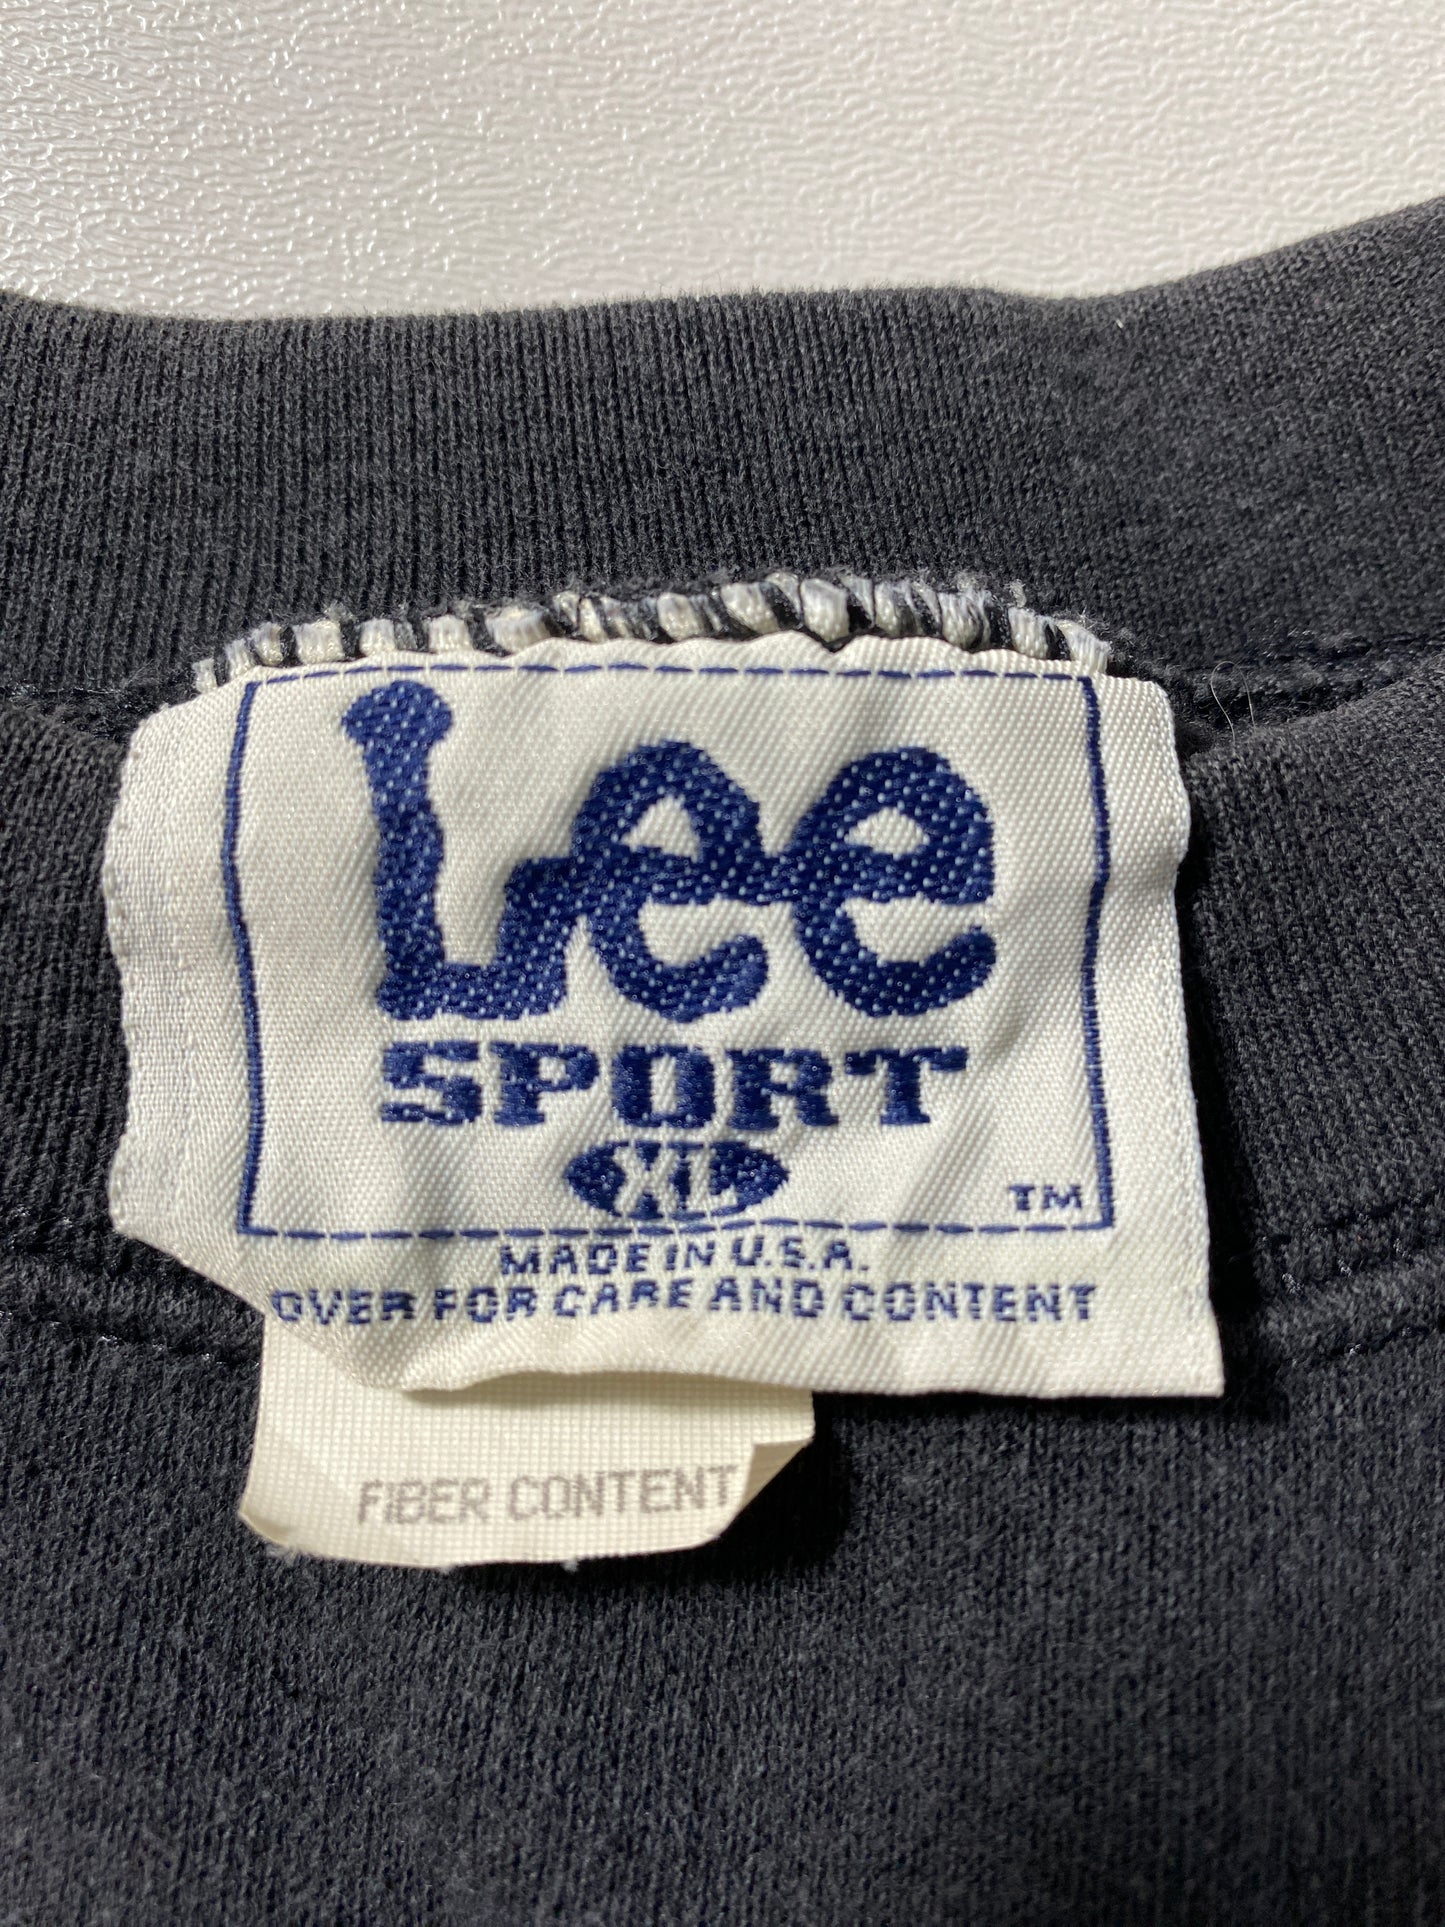 Lee
SPORT
XL
TM
MADE IN U.S.A.
OVER FOR CARE AND CONTENT
FIBER CONTENT